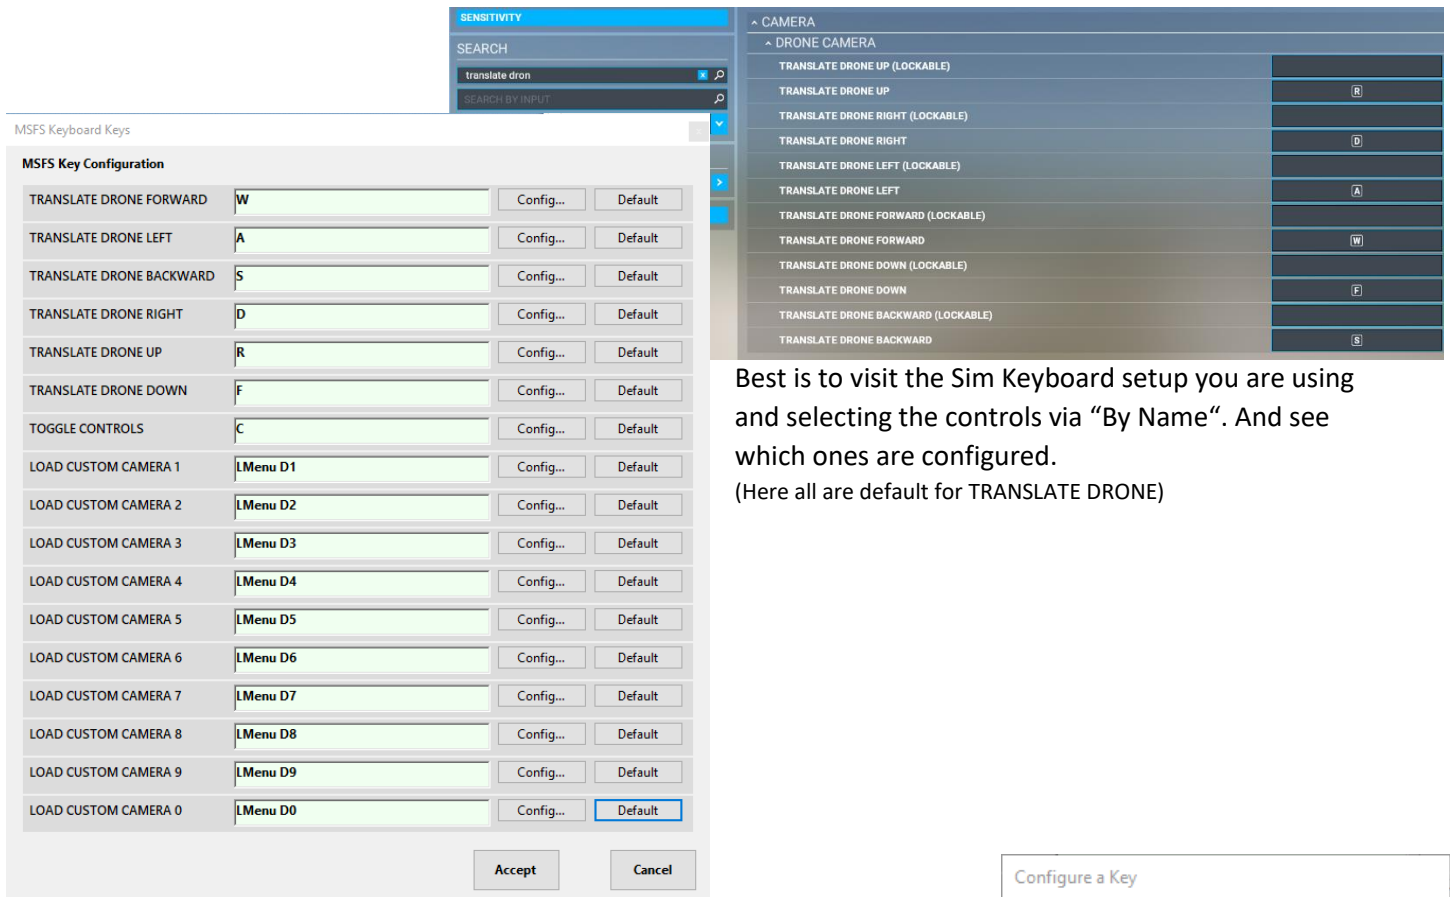 SENSITIVITY
SEARCH
translate dron
SEARCH BY INPUT
CAMERA
DRONE CAMERA
TRANSLATE DRONE UP (LOCKABLE)
TRANSLATE DRONE UP R
TRANSLATE DRONE RIGHT (LOCKABLE)
TRANSLATE DRONE RIGHT D
TRANSLATE DRONE LEFT (LOCKABLE)
TRANSLATE DRONE LEFT A
TRANSLATE DRONE FORWARD (LOCKABLE)
TRANSLATE DRONE FORWARD W
TRANSLATE DRONE DOWN (LOCKABLE)
TRANSLATE DRONE DOWN F
TRANSLATE DRONE BACKWARD (LOCKABLE)
TRANSLATE DRONE BACKWARD S
MSFS Keyboard Keys
MSFS Key Configuration
TRANSLATE DRONE FORWARD W Config... Default
TRANSLATE DRONE LEFT A Config... Default
TRANSLATE DRONE BACKWARD S Config... Default
TRANSLATE DRONE RIGHT D Config... Default
TRANSLATE DRONE UP R Config... Default
TRANSLATE DRONE DOWN F Config... Default
TOGGLE CONTROLS C Config... Default
LOAD CUSTOM CAMERA 1 LMenu D1 Config... Default
LOAD CUSTOM CAMERA 2 LMenu D2 Config... Default
LOAD CUSTOM CAMERA 3 LMenu D3 Config... Default
LOAD CUSTOM CAMERA 4 LMenu D4 Config... Default
LOAD CUSTOM CAMERA 5 LMenu D5 Config... Default
LOAD CUSTOM CAMERA 6 LMenu D6 Config... Default
LOAD CUSTOM CAMERA 7 LMenu D7 Config... Default
LOAD CUSTOM CAMERA 8 LMenu D8 Config... Default
LOAD CUSTOM CAMERA 9 LMenu D9 Config... Default
LOAD CUSTOM CAMERA 0 LMenu D0 Config... Default
Accept Cancel
Best is to visit the Sim Keyboard setup you are using
and selecting the controls via “By Name“. And see
which ones are configured.
(Here all are default for TRANSLATE DRONE)
Configure a Key